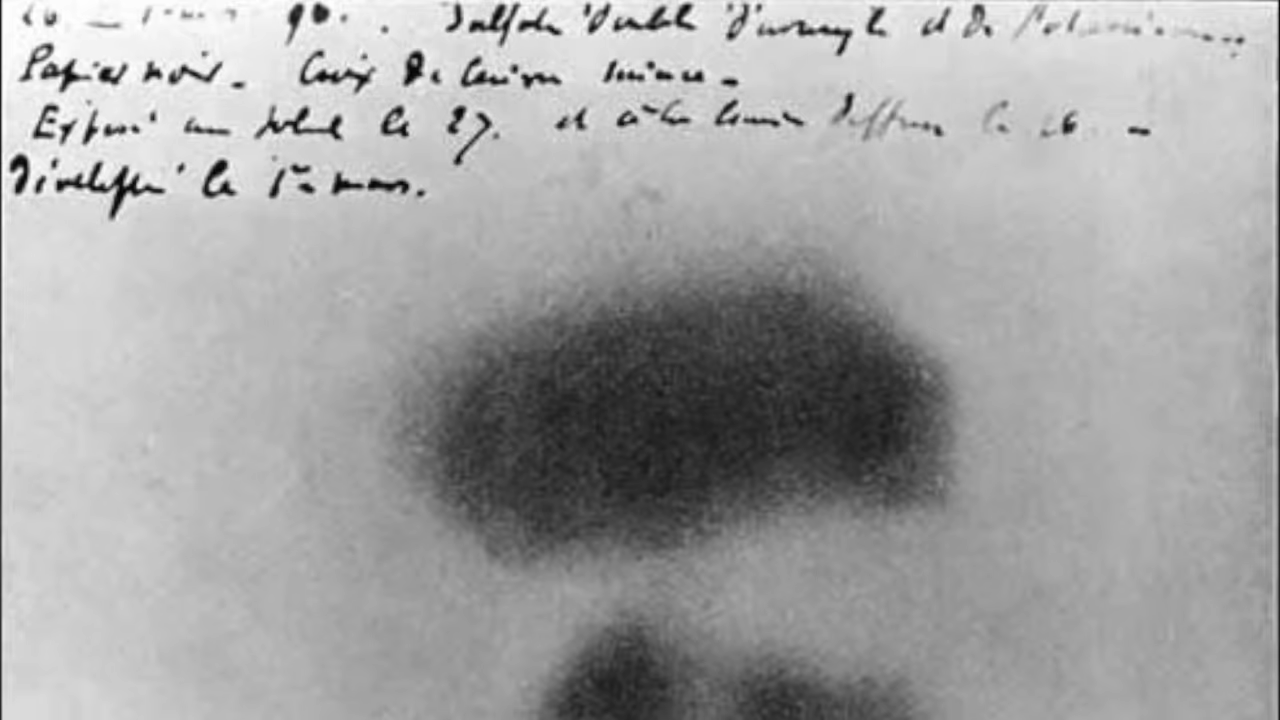 96. Sulfate double d'uranyle et de Potassium
Papier noir. Croix de Cuivre mince -
Exposé au soleil le 27. et à la lumière diffuse le 26 -
Développé le 1er mars.